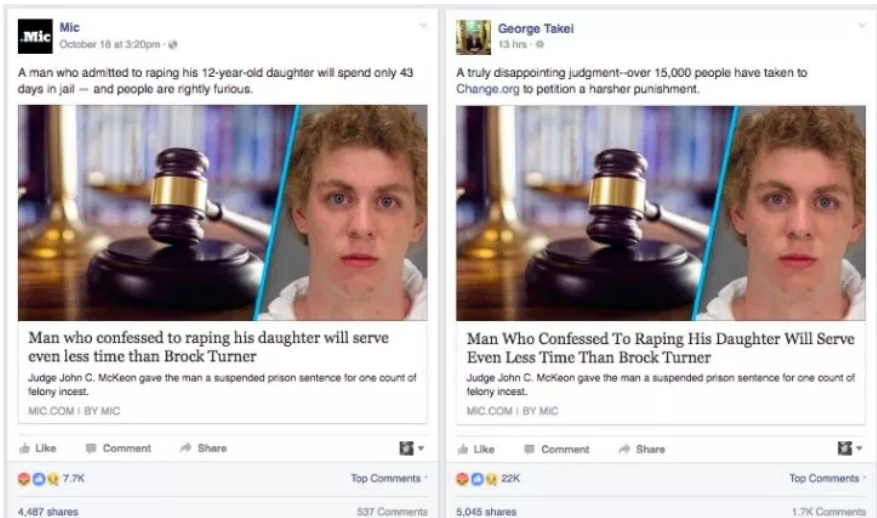 .Mic
Mic
October 18 at 3:20pm ·
A man who admitted to raping his 12-year-old daughter will spend only 43
days in jail — and people are rightly furious.
Man who confessed to raping his daughter will serve
even less time than Brock Turner
Judge John C. McKeon gave the man a suspended prison sentence for one count of
felony incest.
MIC.COM | BY MIC
Like Comment Share
7.7K Top Comments
4,487 shares 537 Comments
George Takei
13 hrs ·
A truly disappointing judgment--over 15,000 people have taken to
Change.org to petition a harsher punishment.
Man Who Confessed To Raping His Daughter Will Serve
Even Less Time Than Brock Turner
Judge John C. McKeon gave the man a suspended prison sentence for one count of
felony incest.
MIC.COM | BY MIC
Like Comment Share
22K Top Comments
5,045 shares 1.7K Comments